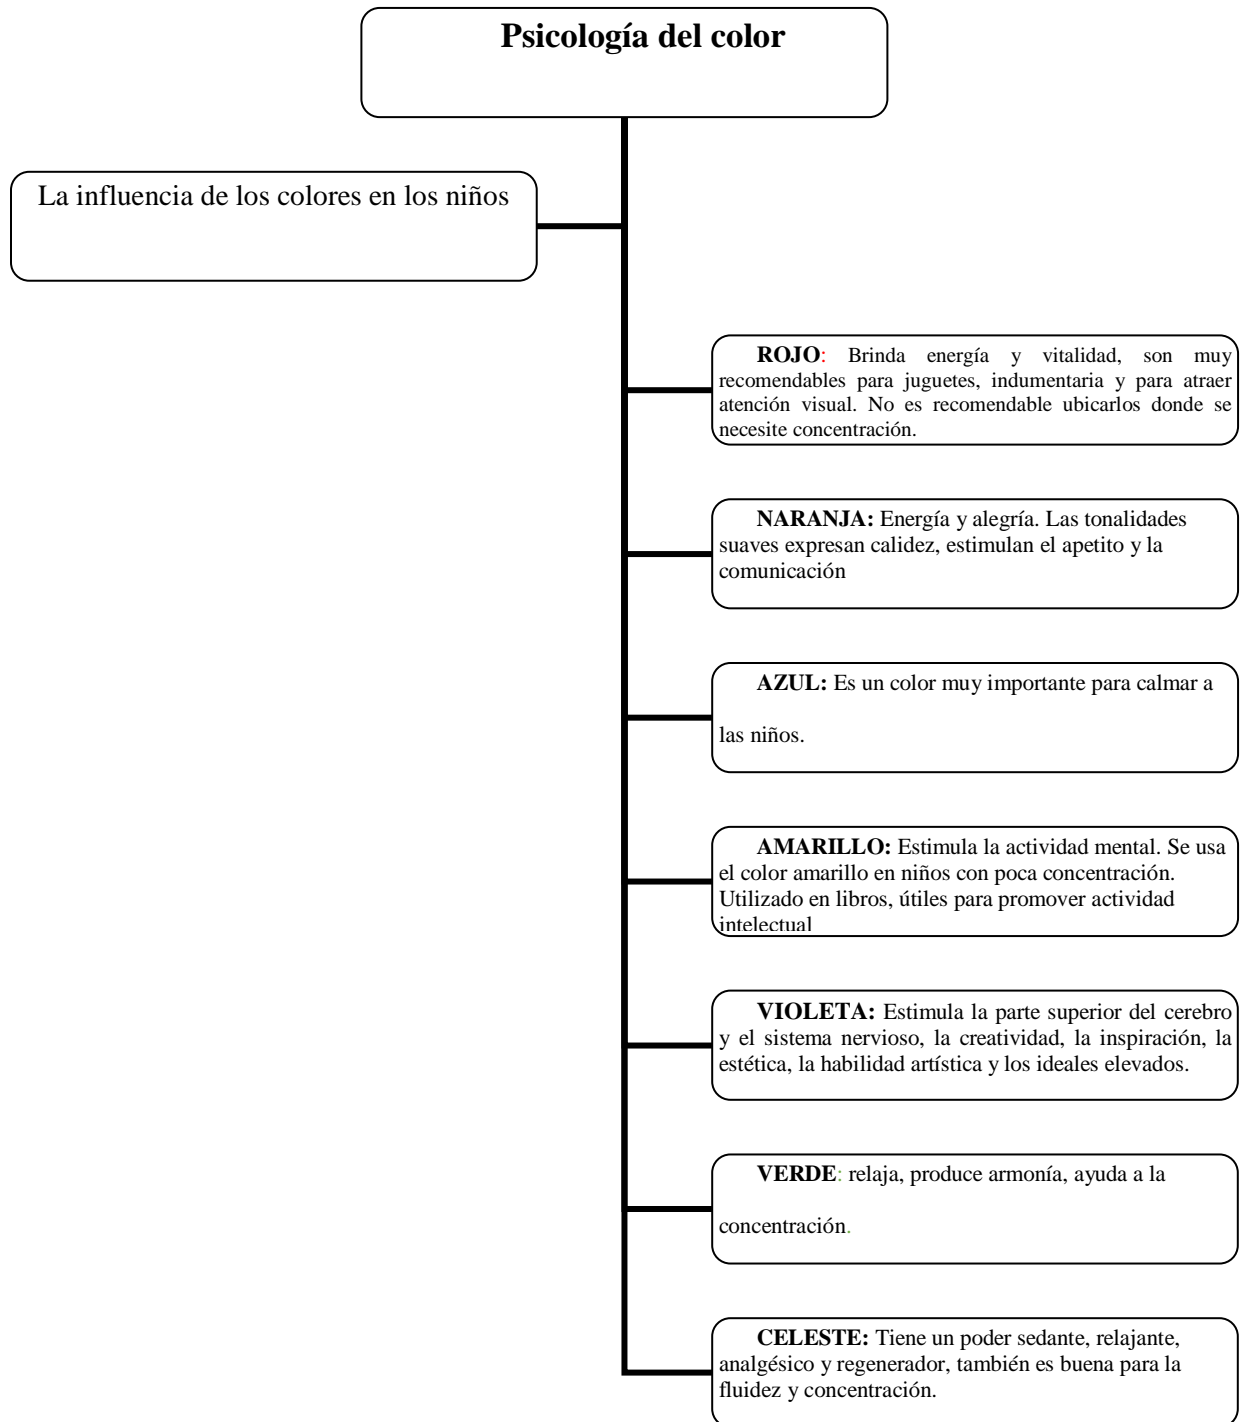 Psicología del color
La influencia de los colores en los niños
ROJO: Brinda energía y vitalidad, son muy
recomendables para juguetes, indumentaria y para atraer
atención visual. No es recomendable ubicarlos donde se
necesite concentración.
NARANJA: Energía y alegría. Las tonalidades
suaves expresan calidez, estimulan el apetito y la
comunicación
AZUL: Es un color muy importante para calmar a
las niños.
AMARILLO: Estimula la actividad mental. Se usa
el color amarillo en niños con poca concentración.
Utilizado en libros, útiles para promover actividad
intelectual
VIOLETA: Estimula la parte superior del cerebro
y el sistema nervioso, la creatividad, la inspiración, la
estética, la habilidad artística y los ideales elevados.
VERDE: relaja, produce armonía, ayuda a la
concentración.
CELESTE: Tiene un poder sedante, relajante,
analgésico y regenerador, también es buena para la
fluidez y concentración.